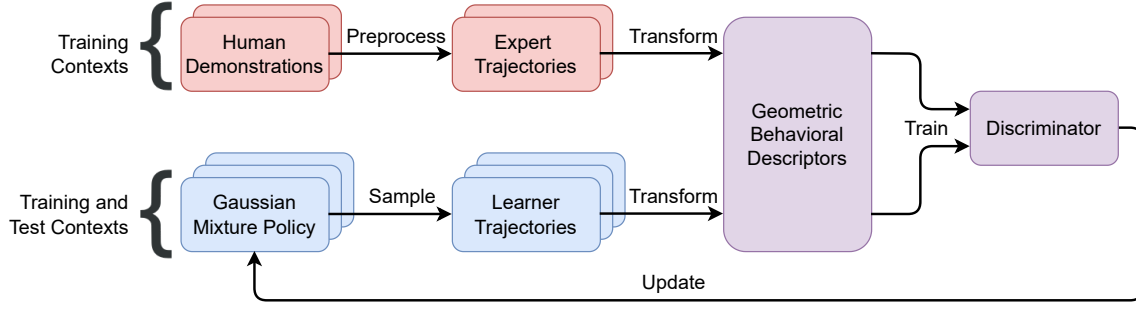 Training
Contexts
Human
Demonstrations
Preprocess
Expert
Trajectories
Transform
Geometric
Behavioral
Descriptors
Train
Discriminator
Training and
Test Contexts
Gaussian
Mixture Policy
Sample
Learner
Trajectories
Transform
Update